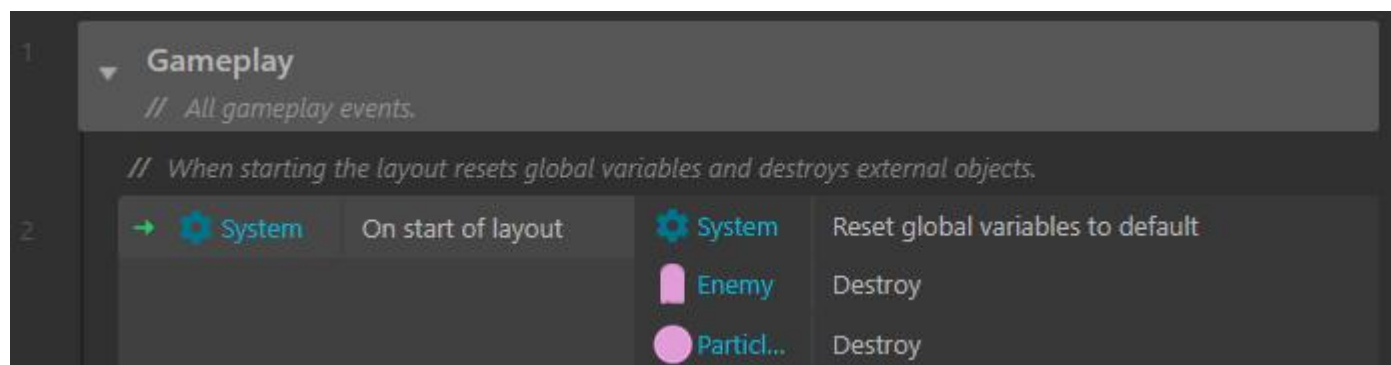 1
Gameplay
// All gameplay events.
// When starting the layout resets global variables and destroys external objects.
2 System On start of layout System Reset global variables to default
Enemy Destroy
Particl... Destroy